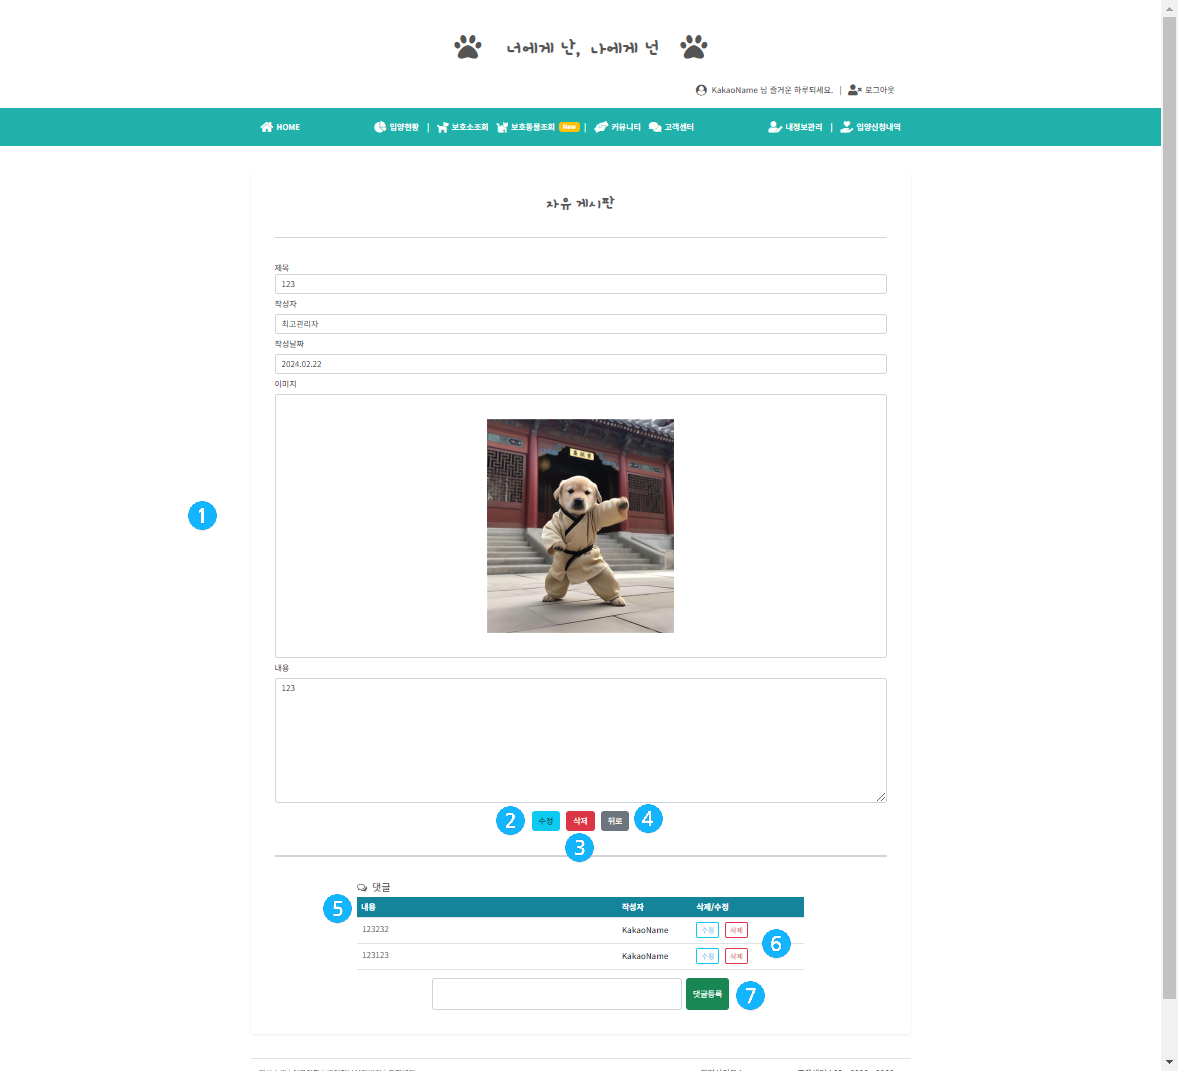 너에게 난, 나에게 넌
KakaoName 님 즐거운 하루되세요. | 로그아웃
HOME 입양현황 | 보호소조회 보호동물조회 New | 커뮤니티 고객센터 내정보관리 | 입양신청내역
자유 게시판
제목
123
작성자
최고관리자
작성날짜
2024.02.22
이미지
1
내용
123
2 수정 삭제 뒤로 4
3
댓글
5 내용 작성자 삭제/수정
123232 KakaoName 수정 삭제
6
123123 KakaoName 수정 삭제
댓글등록 7